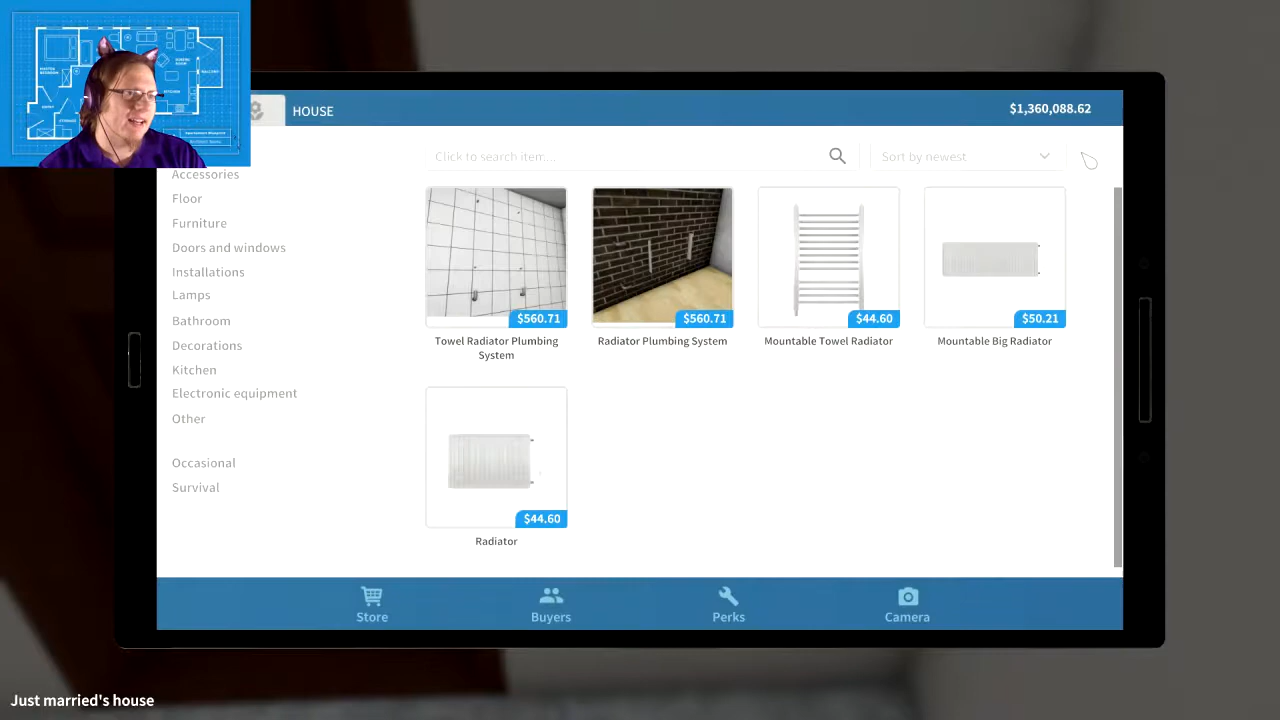 HOUSE
$1,360,088.62
Click to search item....
Sort by newest
Accessories
Floor
Furniture
Doors and windows
Installations
Lamps
Bathroom
Decorations
Kitchen
Electronic equipment
Other
Occasional
Survival
$560.71
$560.71
$44.60
$50.21
Towel Radiator Plumbing
System
Radiator Plumbing System
Mountable Towel Radiator
Mountable Big Radiator
$44.60
Radiator
Store
Buyers
Perks
Camera
Just married's house